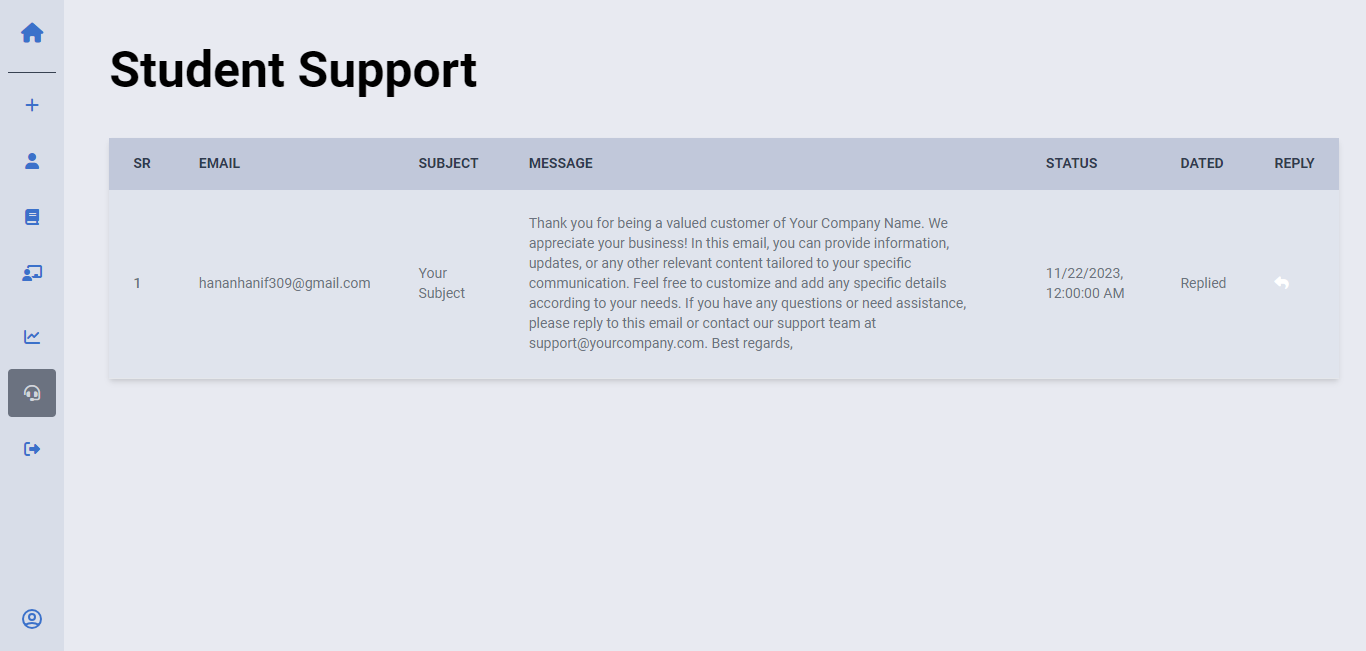 Student Support
SR EMAIL SUBJECT MESSAGE STATUS DATED REPLY
1
hananhanif309@gmail.com
Your
Subject
Thank you for being a valued customer of Your Company Name. We
appreciate your business! In this email, you can provide information,
updates, or any other relevant content tailored to your specific
communication. Feel free to customize and add any specific details
according to your needs. If you have any questions or need assistance,
please reply to this email or contact our support team at
support@yourcompany.com. Best regards,
11/22/2023,
12:00:00 AM
Replied